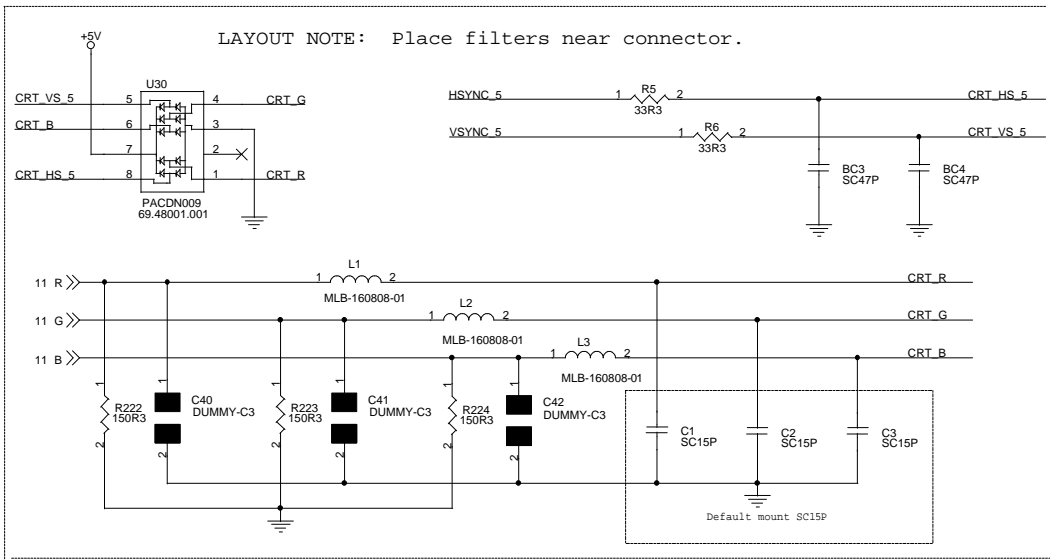 LAYOUT NOTE: Place filters near connector.
+5V
U30
CRT_VS_5 5 4 CRT_G
CRT_B 6 3
7 2
CRT_HS_5 8 1 CRT_R
PACDN009
69.48001.001
HSYNC_5 1 R5 2 CRT_HS_5
33R3
VSYNC_5 1 R6 2 CRT_VS_5
33R3
BC3
SC47P
BC4
SC47P
11 R 1 L1 2 CRT_R
MLB-160808-01
11 G 1 L2 2 CRT_G
MLB-160808-01
11 B 1 L3 2 CRT_B
MLB-160808-01
1 R222 2
150R3
1 C40 2
DUMMY-C3
1 R223 2
150R3
1 C41 2
DUMMY-C3
1 R224 2
150R3
1 C42 2
DUMMY-C3
C1
SC15P
C2
SC15P
C3
SC15P
Default mount SC15P